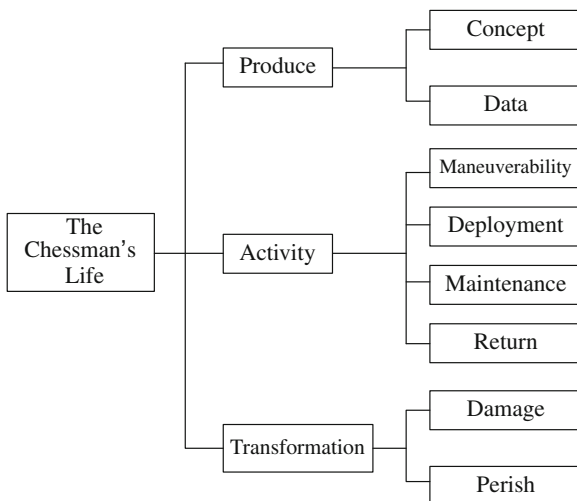 The
Chessman's
Life
Produce
Concept
Data
Activity
Maneuverability
Deployment
Maintenance
Return
Transformation
Damage
Perish